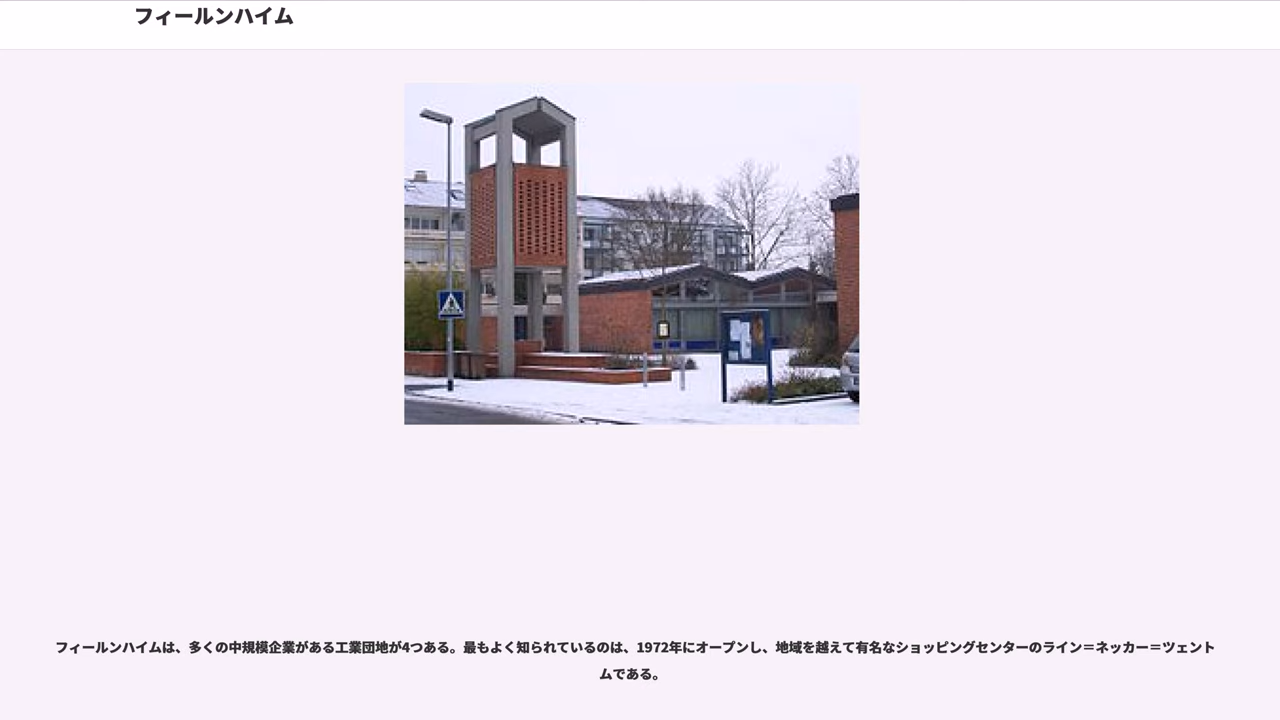 フィールンハイム
フィールンハイムは、多くの中規模企業がある工業団地が4つある。最もよく知られているのは、1972年にオープンし、地域を越えて有名なショッピングセンターのライン＝ネッカー＝ツェント
ムである。